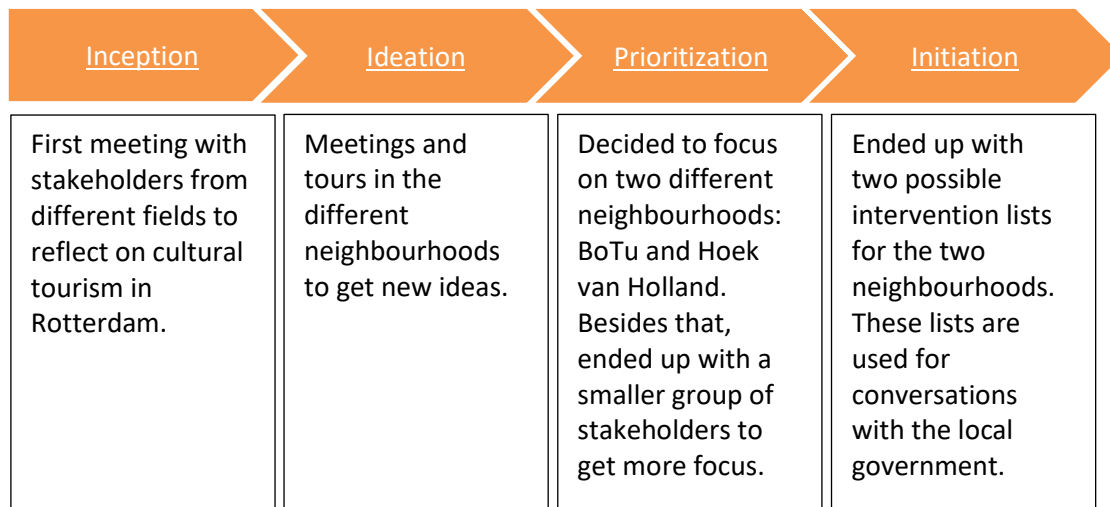 Inception
Ideation
Prioritization
Initiation
First meeting with
stakeholders from
different fields to
reflect on cultural
tourism in
Rotterdam.
Meetings and
tours in the
different
neighbourhoods
to get new ideas.
Decided to focus
on two different
neighbourhoods:
BoTu and Hoek
van Holland.
Besides that,
ended up with a
smaller group of
stakeholders to
get more focus.
Ended up with
two possible
intervention lists
for the two
neighbourhoods.
These lists are
used for
conversations
with the local
government.